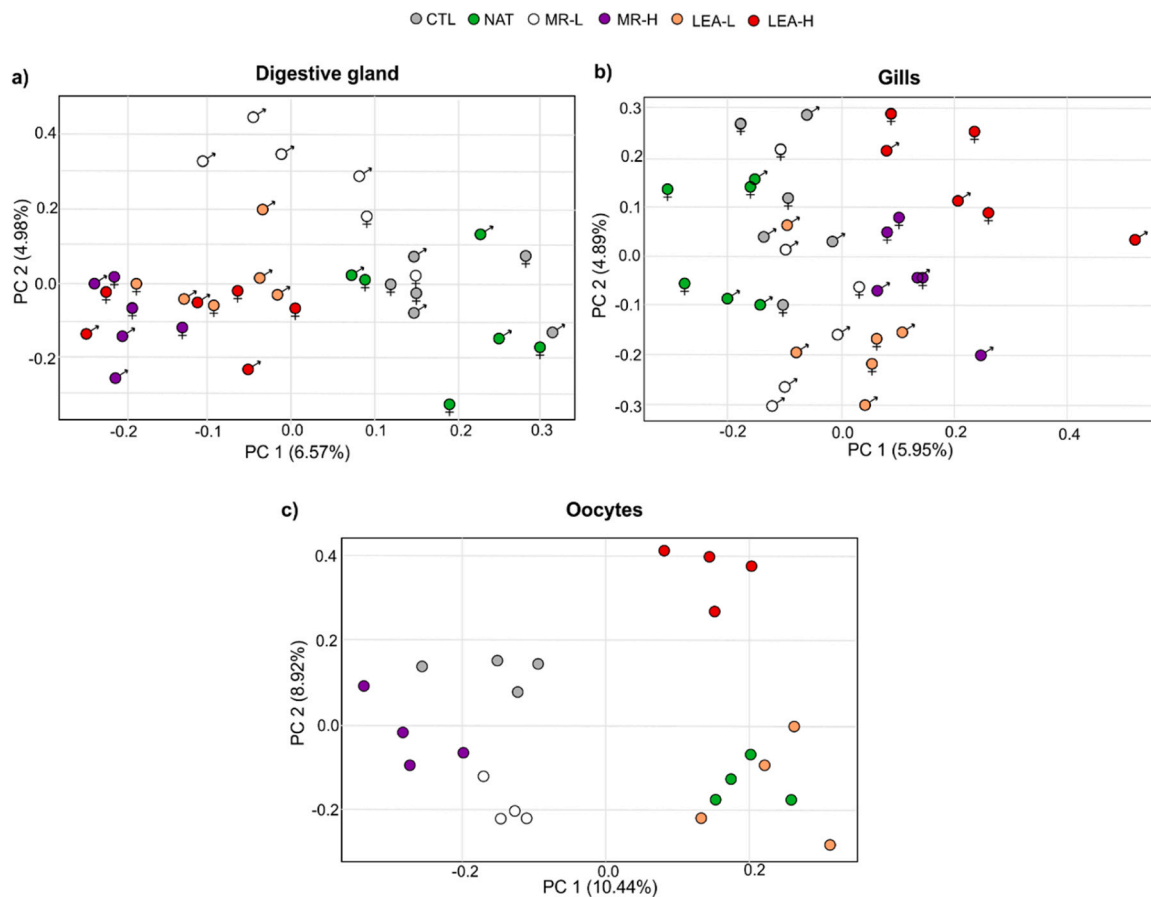 CTL NAT MR-L MR-H LEA-L LEA-H
a) Digestive gland
0.4
0.2
0.0
-0.2
PC 2 (4.98%)
-0.2 -0.1 0.0 0.1 0.2 0.3
PC 1 (6.57%)
b) Gills
0.3
0.2
0.1
0.0
-0.1
-0.2
-0.3
PC 2 (4.89%)
-0.2 0.0 0.2 0.4
PC 1 (5.95%)
c) Oocytes
0.4
0.2
0.0
-0.2
PC 2 (8.92%)
-0.2 0.0 0.2
PC 1 (10.44%)